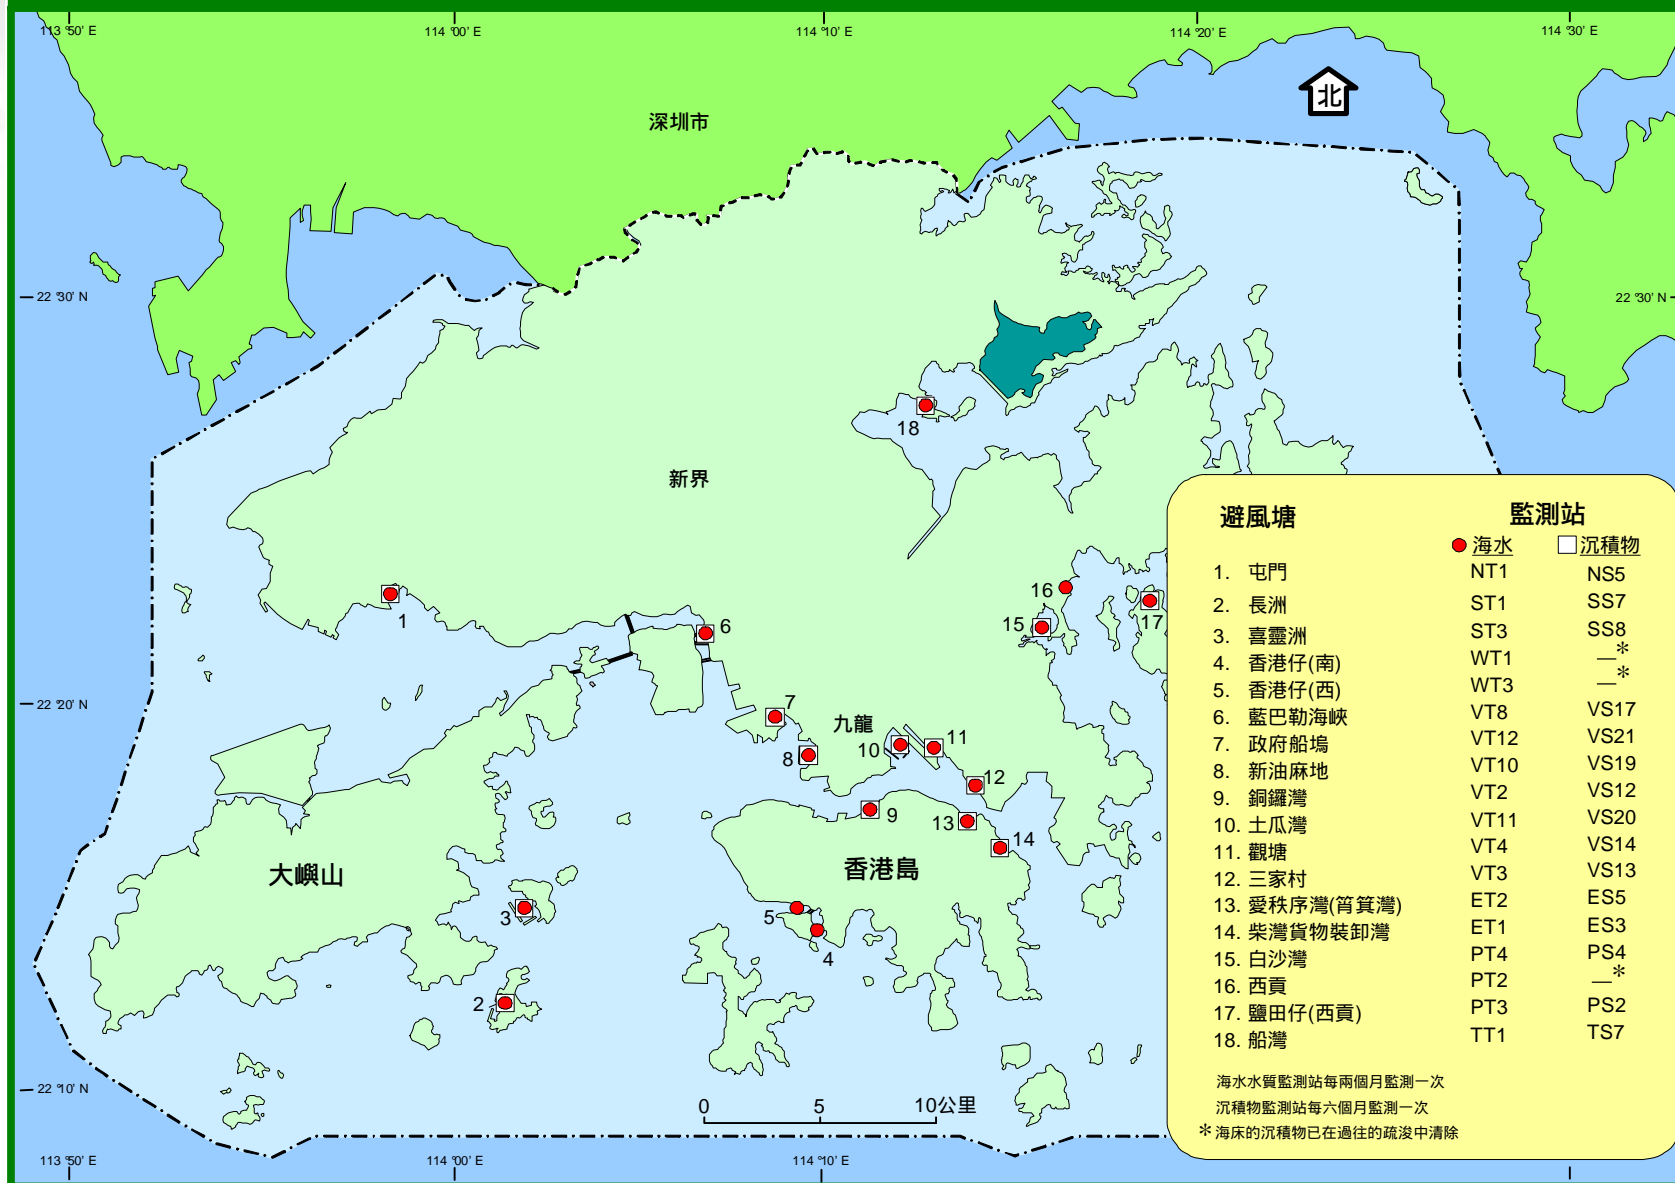 113 °50' E
114 °00' E
114 °10' E
114 °20' E
114 °30' E
北
深圳市
22 °30' N
22 °30' N
18
新界
避風塘
監測站
海水
沉積物
1. 屯門 NT1 NS5
2. 長洲 ST1 SS7
3. 喜靈洲 ST3 SS8
4. 香港仔(南) WT1 —*
5. 香港仔(西) WT3 —*
6. 藍巴勒海峽 VT8 VS17
7. 政府船塢 VT12 VS21
8. 新油麻地 VT10 VS19
9. 銅鑼灣 VT2 VS12
10. 土瓜灣 VT11 VS20
11. 觀塘 VT4 VS14
12. 三家村 VT3 VS13
13. 愛秩序灣(筲箕灣) ET2 ES5
14. 柴灣貨物裝卸灣 ET1 ES3
15. 白沙灣 PT4 PS4
16. 西貢 PT2 —*
17. 鹽田仔(西貢) PT3 PS2
18. 船灣 TT1 TS7
海水水質監測站每兩個月監測一次
沉積物監測站每六個月監測一次
*海床的沉積物已在過往的疏浚中清除
16
1
15
17
6
22 °20' N
7
九龍
10
11
8
12
9
13
14
大嶼山
香港島
3
5
4
2
22 °10' N
0
5
10公里
113 °50' E
114 °00' E
114 °10' E